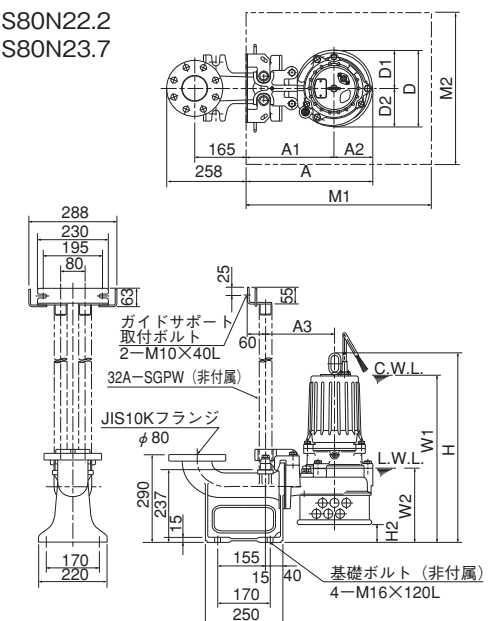 S80N22.2
S80N23.7
D1
D2
D
M2
165
A1
A2
258
A
M1
288
230
195
80
63
25
55
ガイドサポート
取付ボルト
2－M10×40L
60
A3
32A－SGPW（非付属）
C.W.L.
JIS10Kフランジ
φ80
L.W.L.
W1
H
290
237
15
W2
H2
155
15
40
170
220
170
250
基礎ボルト（非付属）
4－M16×120L